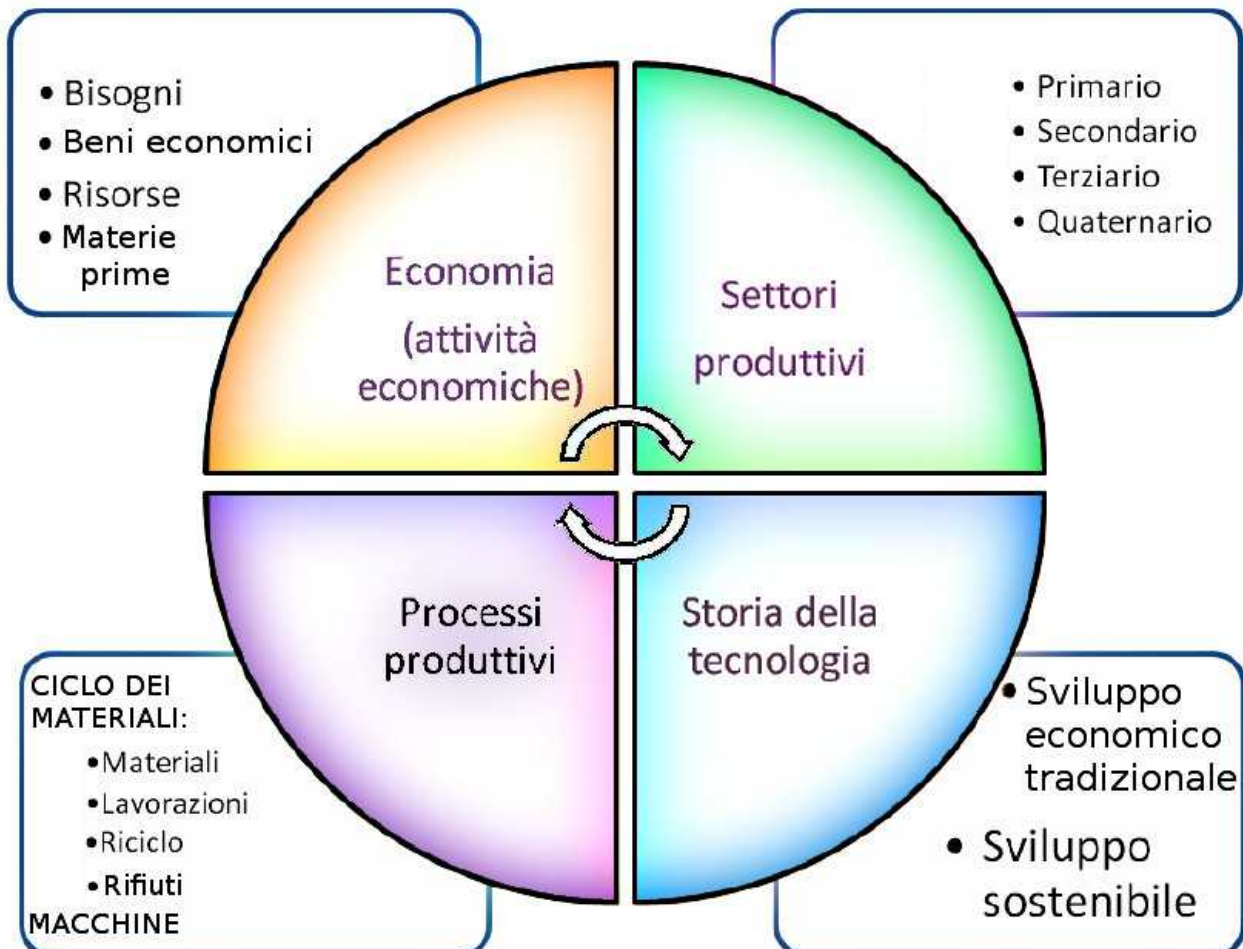 • Bisogni
• Beni economici
• Risorse
• Materie
prime
Economia
(attività
economiche)
Settori
produttivi
• Primario
• Secondario
• Terziario
• Quaternario
Processi
produttivi
CICLO DEI
MATERIALI:
•Materiali
•Lavorazioni
•Riciclo
•Rifiuti
MACCHINE
Storia della
tecnologia
• Sviluppo
economico
tradizionale
• Sviluppo
sostenibile